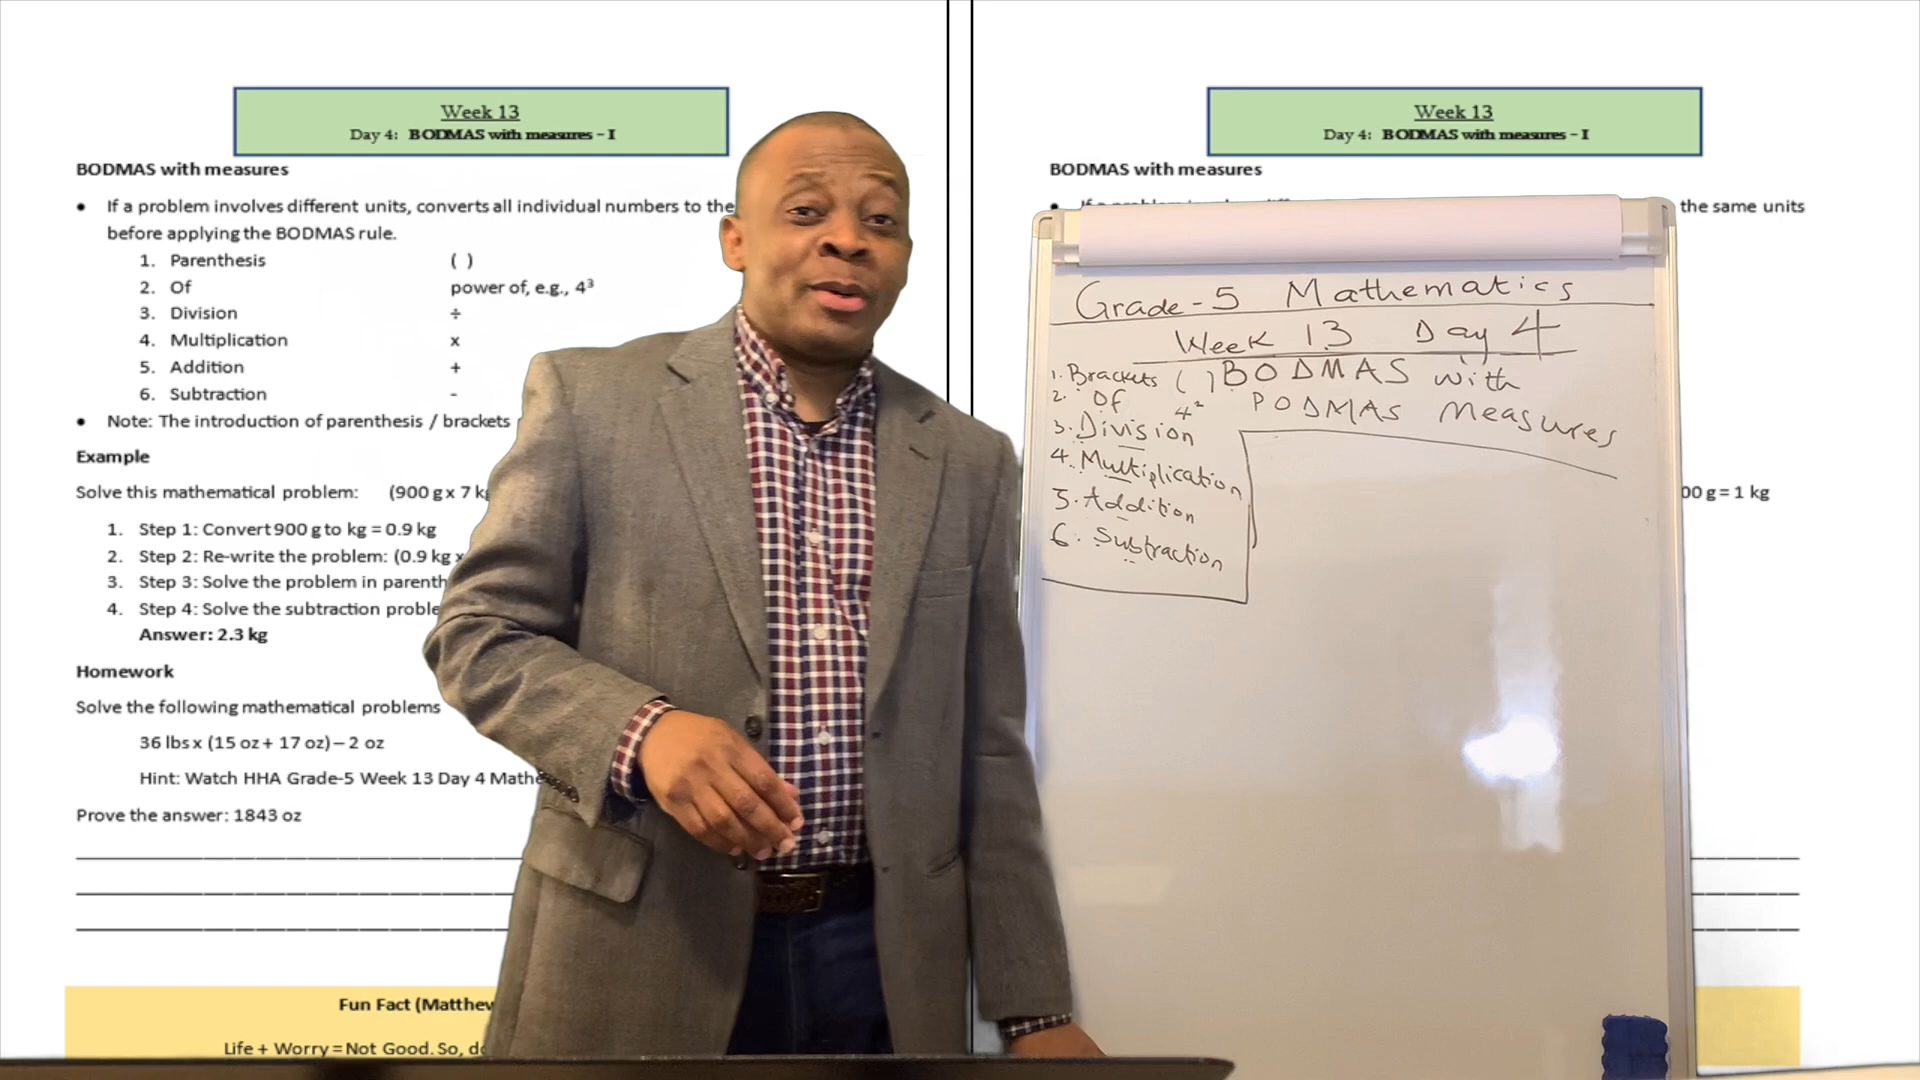 Week 13
Day 4: BODMAS with measures – I
BODMAS with measures
• If a problem involves different units, converts all individual numbers to the
before applying the BODMAS rule.
1. Parenthesis ( )
2. Of power of, e.g., 4³
3. Division ÷
4. Multiplication x
5. Addition +
6. Subtraction -
• Note: The introduction of parenthesis / brackets
Example
Solve this mathematical problem: (900 g x 7 kg
1. Step 1: Convert 900 g to kg = 0.9 kg
2. Step 2: Re-write the problem: (0.9 kg x
3. Step 3: Solve the problem in parenth
4. Step 4: Solve the subtraction proble
Answer: 2.3 kg
Homework
Solve the following mathematical problems
36 lbs x (15 oz + 17 oz) – 2 oz
Hint: Watch HHA Grade-5 Week 13 Day 4 Mathe
Prove the answer: 1843 oz
Fun Fact (Matthew
Life + Worry = Not Good. So, do
Week 13
Day 4: BODMAS with measures – I
BODMAS with measures
the same units
00 g = 1 kg
Grade-5 Mathematics
Week 13 Day 4
BODMAS with
PODMAS Measures
1. Brackets ( )
2. Of 4²
3. Division
4. Multiplication
5. Addition
6. Subtraction